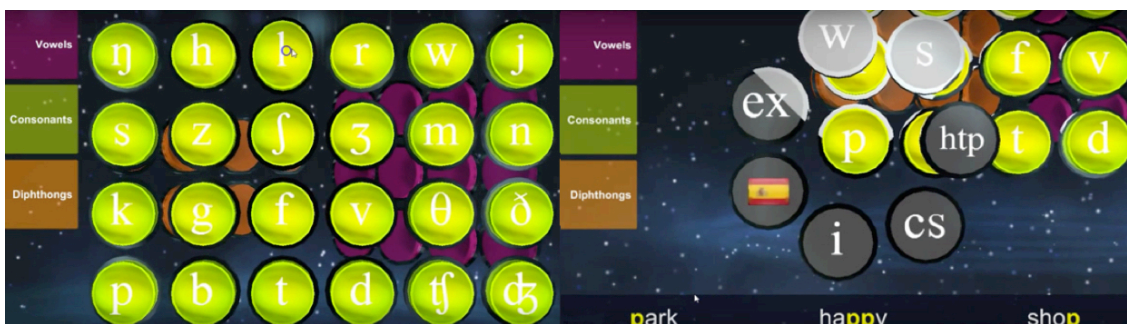 Vowels
ŋ h l r w j
Consonants
s z ʃ ʒ m n
Diphthongs
k g f v θ ð
p b t d tʃ dʒ
Vowels
w s f v
ex
Consonants
p htp t d
Diphthongs
i cs
park happy shop